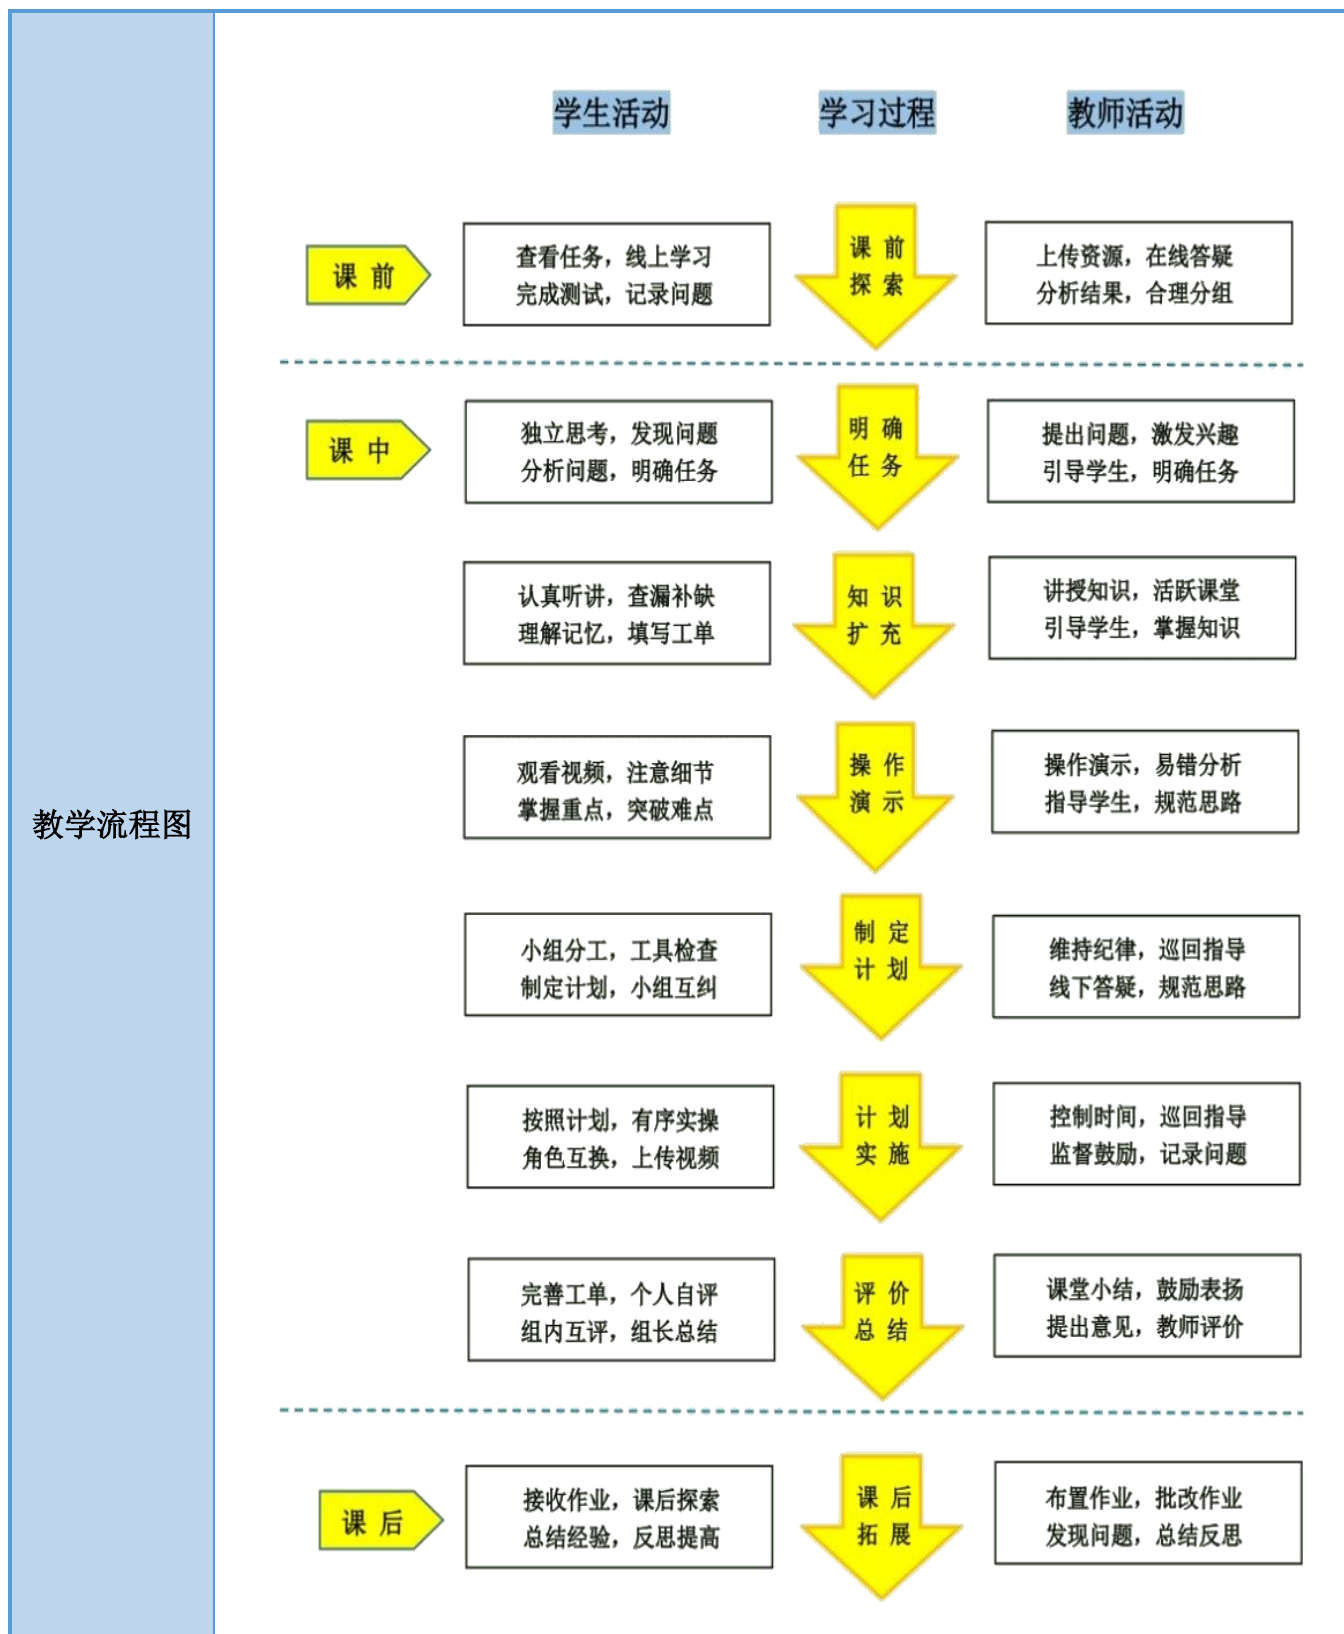 教学流程图
学生活动
学习过程
教师活动
课前
查看任务，线上学习
完成测试，记录问题
课前
探索
上传资源，在线答疑
分析结果，合理分组
课中
独立思考，发现问题
分析问题，明确任务
明确
任务
提出问题，激发兴趣
引导学生，明确任务
认真听讲，查漏补缺
理解记忆，填写工单
知识
扩充
讲授知识，活跃课堂
引导学生，掌握知识
观看视频，注意细节
掌握重点，突破难点
操作
演示
操作演示，易错分析
指导学生，规范思路
小组分工，工具检查
制定计划，小组互纠
制定
计划
维持纪律，巡回指导
线下答疑，规范思路
按照计划，有序实操
角色互换，上传视频
计划
实施
控制时间，巡回指导
监督鼓励，记录问题
完善工单，个人自评
组内互评，组长总结
评价
总结
课堂小结，鼓励表扬
提出意见，教师评价
课后
接收作业，课后探索
总结经验，反思提高
课后
拓展
布置作业，批改作业
发现问题，总结反思